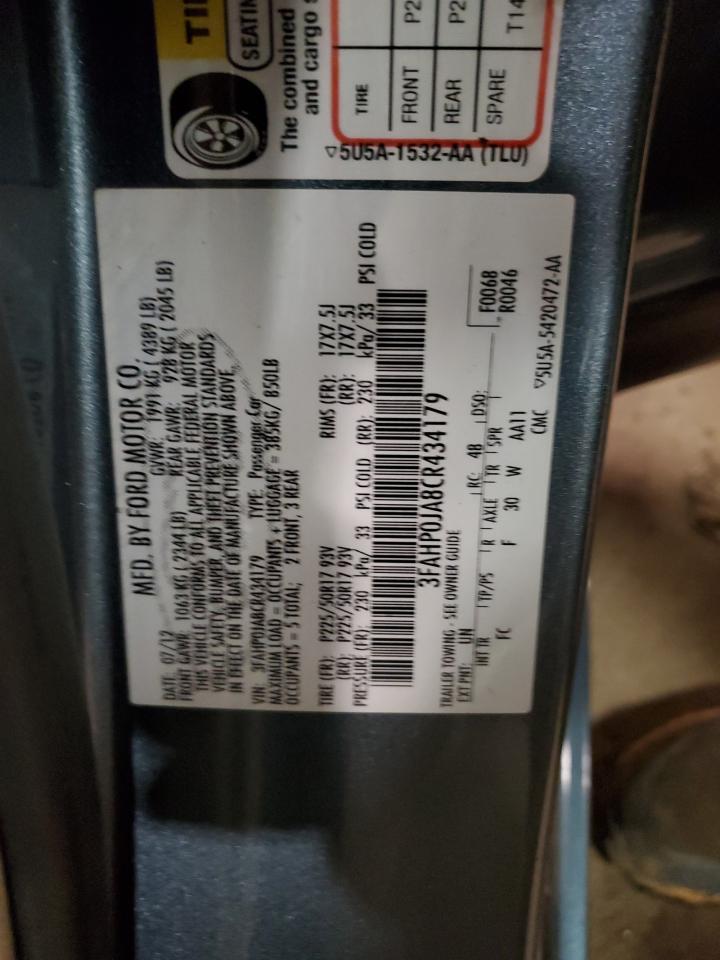 TI
SEATIN
The combined
and cargo s
TIRE
FRONT P2
REAR P2
SPARE T14
5U5A-1532-AA (TLU)
MFD. BY FORD MOTOR CO.
DATE: 07/12 GVWR: 1991 KG ( 4389 LB)
FRONT GAWR: 1063 KG ( 2344 LB) REAR GAWR: 928 KG ( 2045 LB)
THIS VEHICLE CONFORMS TO ALL APPLICABLE FEDERAL MOTOR
VEHICLE SAFETY, BUMPER, AND THEFT PREVENTION STANDARDS
IN EFFECT ON THE DATE OF MANUFACTURE SHOWN ABOVE.
VIN: 3FAHP0JA8CR434179 TYPE: Passenger Car
MAXIMUM LOAD = OCCUPANTS + LUGGAGE = 385KG/ 850LB
OCCUPANTS = 5 TOTAL; 2 FRONT, 3 REAR
TIRE (FR): P225/50R17 93V RIMS (FR): 17X7.5J
(RR): P225/50R17 93V (RR): 17X7.5J
PRESSURE (FR): 230 kPa/ 33 PSI COLD (RR): 230 kPa/ 33 PSI COLD
3FAHP0JA8CR434179
TRAILER TOWING - SEE OWNER GUIDE
EXT PNT: UN RC: 48 DSO: F0068
R0046
INT TR TP/PS R AXLE TR SPR
FC F 30 W AA11
CMC 5U5A-5420472-AA